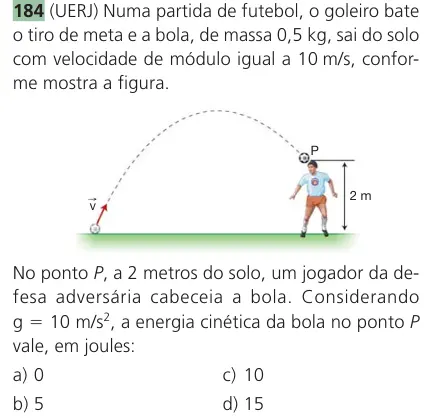 184 (UERJ) Numa partida de futebol, o goleiro bate
o tiro de meta e a bola, de massa 0,5 kg, sai do solo
com velocidade de módulo igual a 10 m/s, confor-
me mostra a figura.
P
v
2 m
No ponto P, a 2 metros do solo, um jogador da de-
fesa adversária cabeceia a bola. Considerando
g = 10 m/s², a energia cinética da bola no ponto P
vale, em joules:
a) 0 c) 10
b) 5 d) 15